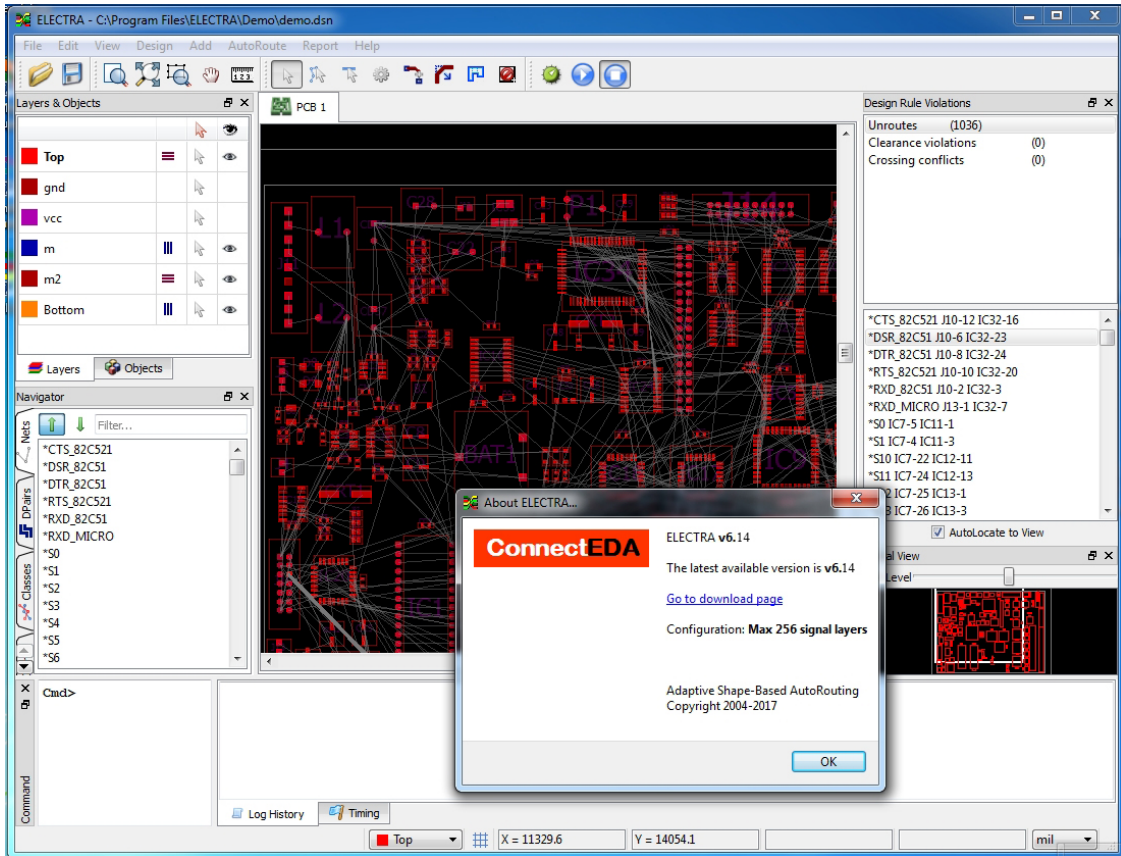 ELECTRA - C:\Program Files\ELECTRA\Demo\demo.dsn
File Edit View Design Add AutoRoute Report Help
Layers & Objects
Top
gnd
vcc
m
m2
Bottom
Layers
Objects
Navigator
Nets
DPairs
Classes
Filter...
*CTS_82C521
*DSR_82C51
*DTR_82C51
*RTS_82C521
*RXD_82C51
*RXD_MICRO
*S0
*S1
*S2
*S3
*S4
*S5
*S6
PCB 1
L1
L2
P1
BAT1
Design Rule Violations
Unroutes (1036)
Clearance violations (0)
Crossing conflicts (0)
*CTS_82C521 J10-12 IC32-16
*DSR_82C51 J10-6 IC32-23
*DTR_82C51 J10-8 IC32-24
*RTS_82C521 J10-10 IC32-20
*RXD_82C51 J10-2 IC32-3
*RXD_MICRO J13-1 IC32-7
*S0 IC7-5 IC11-1
*S1 IC7-4 IC11-3
*S10 IC7-22 IC12-11
*S11 IC7-24 IC12-13
IC7-25 IC13-1
IC7-26 IC13-3
AutoLocate to View
View
Level
About ELECTRA...
ConnectEDA
ELECTRA v6.14
The latest available version is v6.14
Go to download page
Configuration: Max 256 signal layers
Adaptive Shape-Based AutoRouting
Copyright 2004-2017
OK
Command
Cmd>
Log History
Timing
Top
X = 11329.6
Y = 14054.1
mil